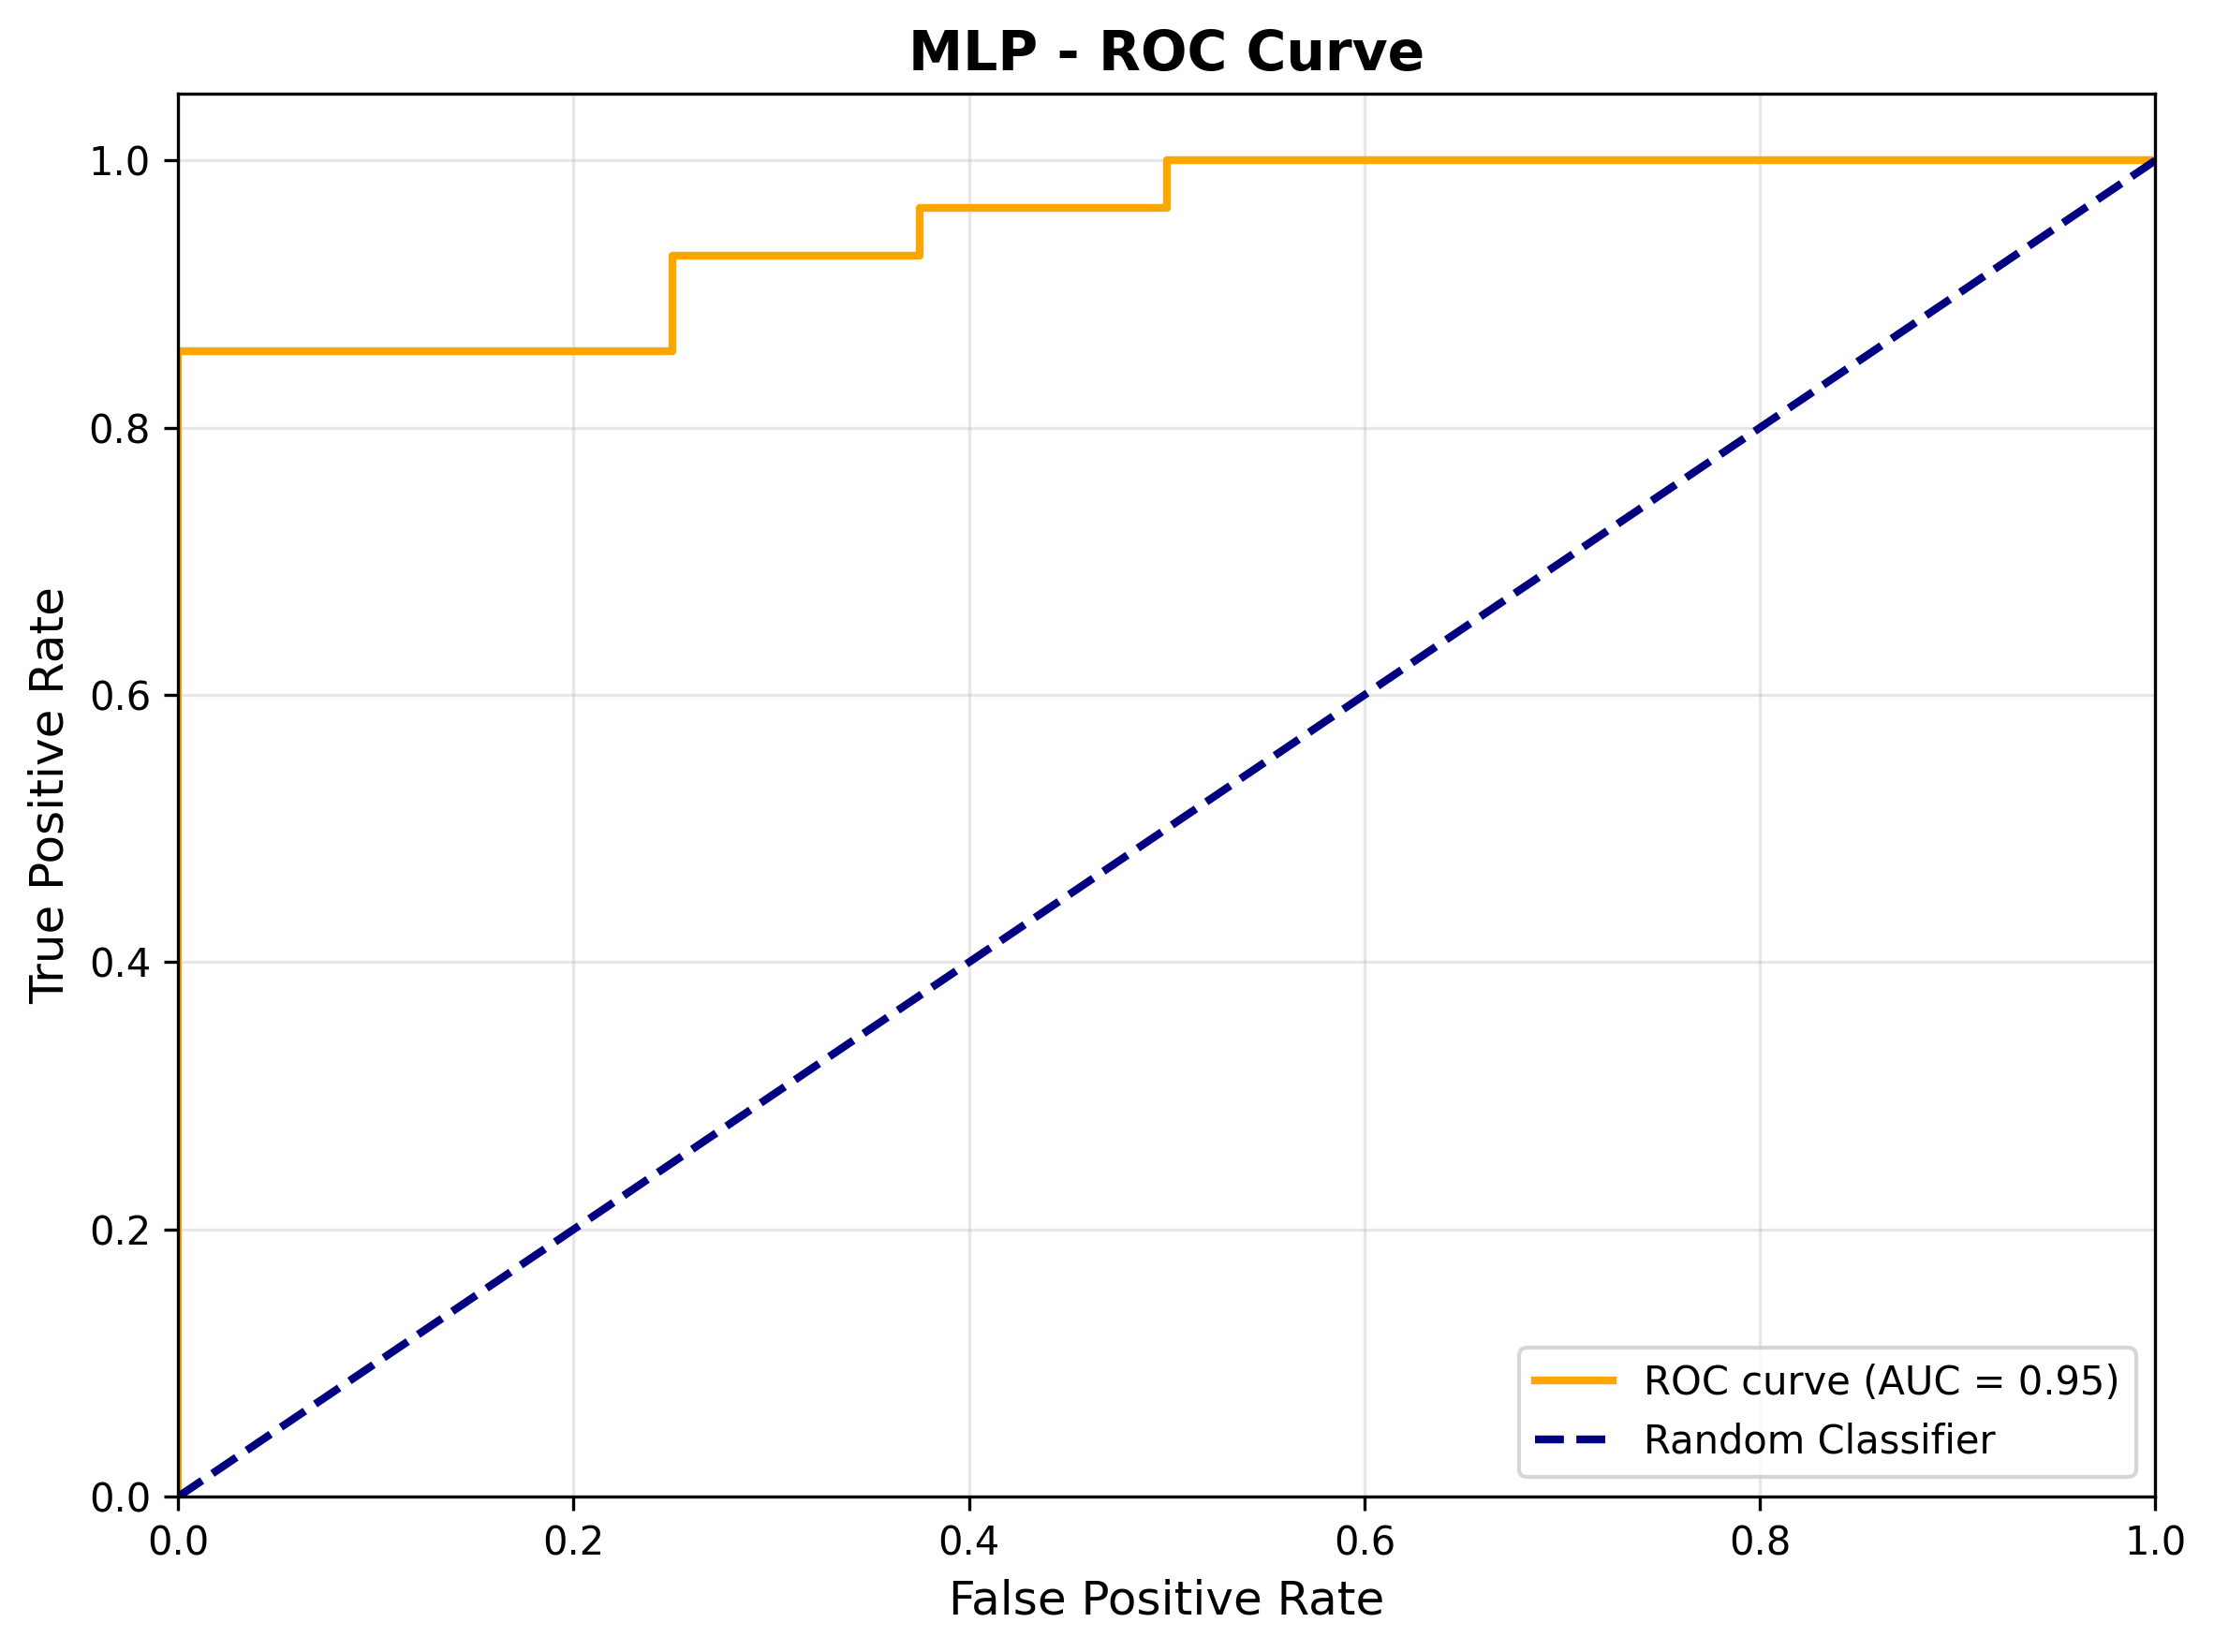 MLP - ROC Curve
True Positive Rate
1.0
0.8
0.6
0.4
0.2
0.0
0.0 0.2 0.4 0.6 0.8 1.0
False Positive Rate
ROC curve (AUC = 0.95)
Random Classifier